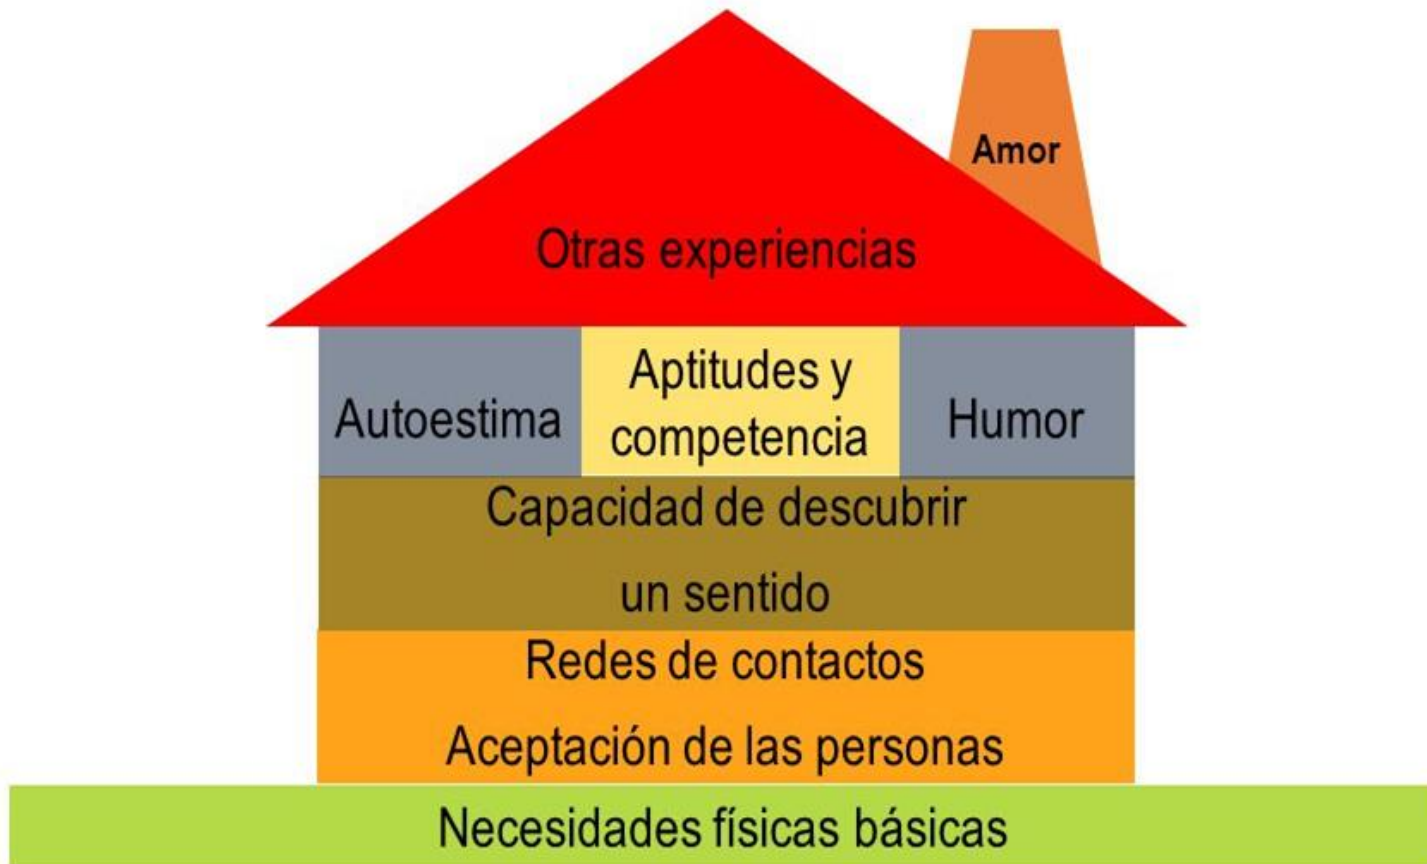 Amor
Otras experiencias
Autoestima
Aptitudes y
competencia
Humor
Capacidad de descubrir
un sentido
Redes de contactos
Aceptación de las personas
Necesidades físicas básicas